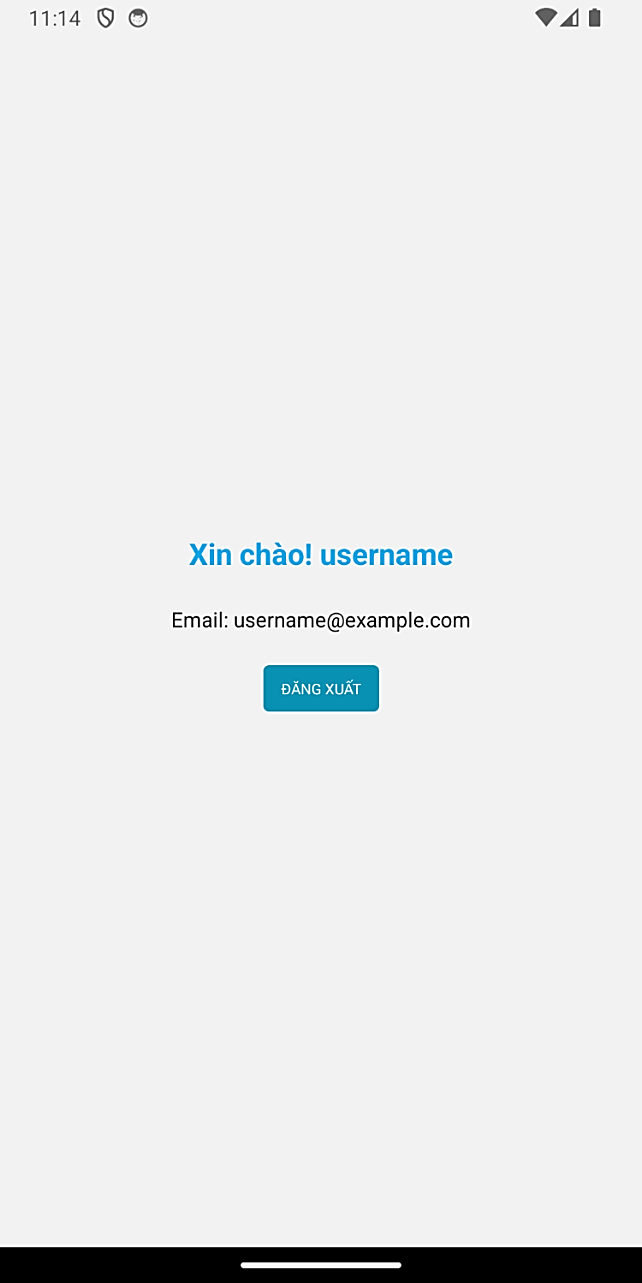 11:14
Xin chào! username
Email: username@example.com
ĐĂNG XUẤT